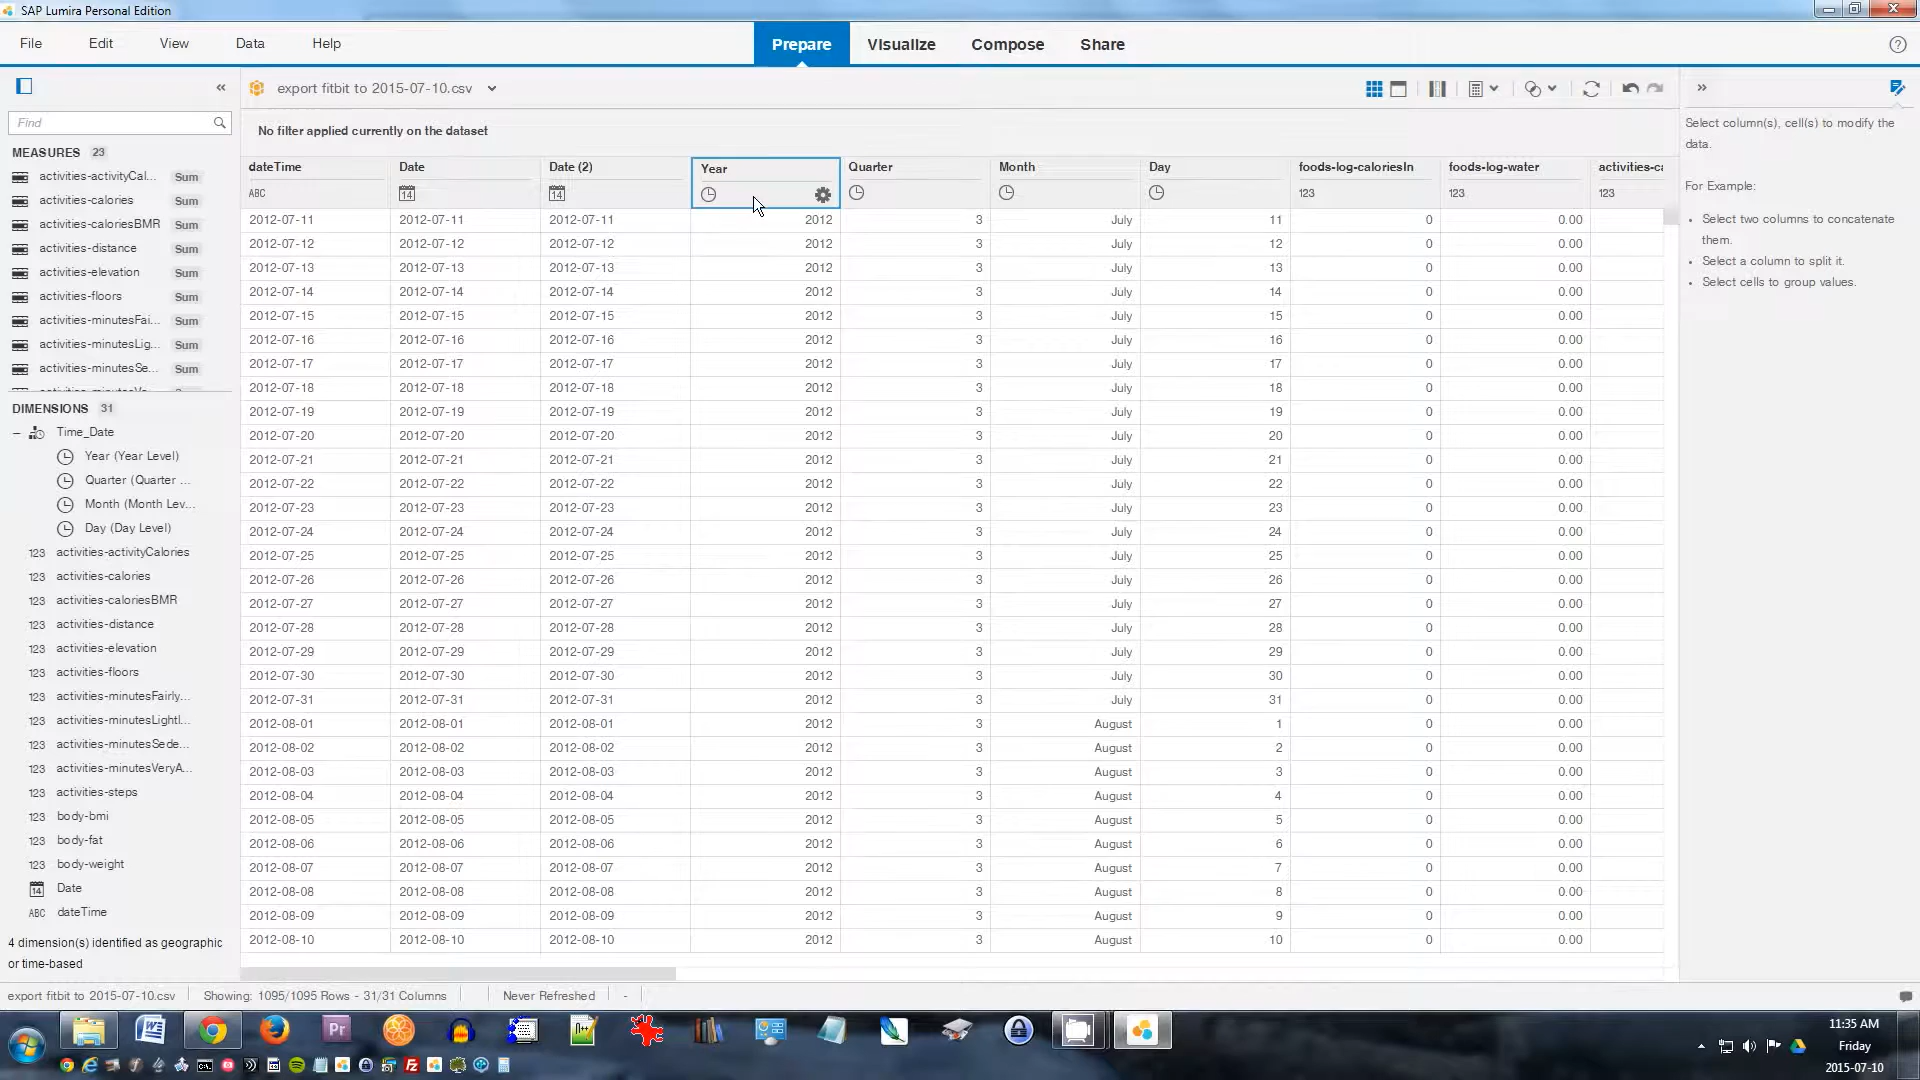 SAP Lumira Personal Edition
File Edit View Data Help Prepare Visualize Compose Share
export fitbit to 2015-07-10.csv
Find
No filter applied currently on the dataset
Select column(s), cell(s) to modify the
data.
For Example:
Select two columns to concatenate
them.
Select a column to split it.
Select cells to group values.
MEASURES 23
activities-activityCal... Sum
activities-calories Sum
activities-caloriesBMR Sum
activities-distance Sum
activities-elevation Sum
activities-floors Sum
activities-minutesFai... Sum
activities-minutesLig... Sum
activities-minutesSe... Sum
DIMENSIONS 31
Time_Date
Year (Year Level)
Quarter (Quarter ...
Month (Month Lev...
Day (Day Level)
123 activities-activityCalories
123 activities-calories
123 activities-caloriesBMR
123 activities-distance
123 activities-elevation
123 activities-floors
123 activities-minutesFairly...
123 activities-minutesLightl...
123 activities-minutesSede...
123 activities-minutesVeryA...
123 activities-steps
123 body-bmi
123 body-fat
123 body-weight
14 Date
ABC dateTime
4 dimension(s) identified as geographic
or time-based
dateTime Date Date (2) Year Quarter Month Day foods-log-caloriesIn foods-log-water activities-ca
ABC 14 14 123 123 123
2012-07-11 2012-07-11 2012-07-11 2012 3 July 11 0 0.00
2012-07-12 2012-07-12 2012-07-12 2012 3 July 12 0 0.00
2012-07-13 2012-07-13 2012-07-13 2012 3 July 13 0 0.00
2012-07-14 2012-07-14 2012-07-14 2012 3 July 14 0 0.00
2012-07-15 2012-07-15 2012-07-15 2012 3 July 15 0 0.00
2012-07-16 2012-07-16 2012-07-16 2012 3 July 16 0 0.00
2012-07-17 2012-07-17 2012-07-17 2012 3 July 17 0 0.00
2012-07-18 2012-07-18 2012-07-18 2012 3 July 18 0 0.00
2012-07-19 2012-07-19 2012-07-19 2012 3 July 19 0 0.00
2012-07-20 2012-07-20 2012-07-20 2012 3 July 20 0 0.00
2012-07-21 2012-07-21 2012-07-21 2012 3 July 21 0 0.00
2012-07-22 2012-07-22 2012-07-22 2012 3 July 22 0 0.00
2012-07-23 2012-07-23 2012-07-23 2012 3 July 23 0 0.00
2012-07-24 2012-07-24 2012-07-24 2012 3 July 24 0 0.00
2012-07-25 2012-07-25 2012-07-25 2012 3 July 25 0 0.00
2012-07-26 2012-07-26 2012-07-26 2012 3 July 26 0 0.00
2012-07-27 2012-07-27 2012-07-27 2012 3 July 27 0 0.00
2012-07-28 2012-07-28 2012-07-28 2012 3 July 28 0 0.00
2012-07-29 2012-07-29 2012-07-29 2012 3 July 29 0 0.00
2012-07-30 2012-07-30 2012-07-30 2012 3 July 30 0 0.00
2012-07-31 2012-07-31 2012-07-31 2012 3 July 31 0 0.00
2012-08-01 2012-08-01 2012-08-01 2012 3 August 1 0 0.00
2012-08-02 2012-08-02 2012-08-02 2012 3 August 2 0 0.00
2012-08-03 2012-08-03 2012-08-03 2012 3 August 3 0 0.00
2012-08-04 2012-08-04 2012-08-04 2012 3 August 4 0 0.00
2012-08-05 2012-08-05 2012-08-05 2012 3 August 5 0 0.00
2012-08-06 2012-08-06 2012-08-06 2012 3 August 6 0 0.00
2012-08-07 2012-08-07 2012-08-07 2012 3 August 7 0 0.00
2012-08-08 2012-08-08 2012-08-08 2012 3 August 8 0 0.00
2012-08-09 2012-08-09 2012-08-09 2012 3 August 9 0 0.00
2012-08-10 2012-08-10 2012-08-10 2012 3 August 10 0 0.00
export fitbit to 2015-07-10.csv Showing: 1095/1095 Rows - 31/31 Columns Never Refreshed -
Pr
11:35 AM
Friday
2015-07-10